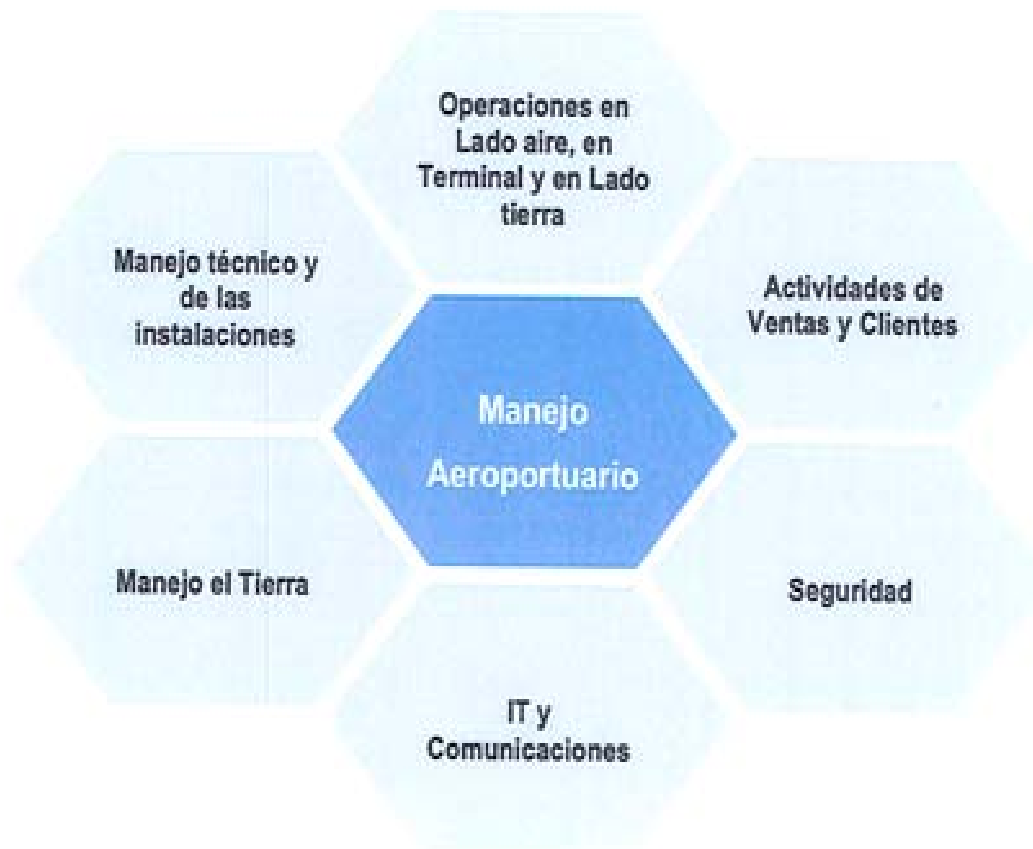 Operaciones en
Lado aire, en
Terminal y en Lado
tierra
Manejo técnico y
de las
instalaciones
Actividades de
Ventas y Clientes
Manejo
Aeroportuario
Manejo el Tierra
Seguridad
IT y
Comunicaciones